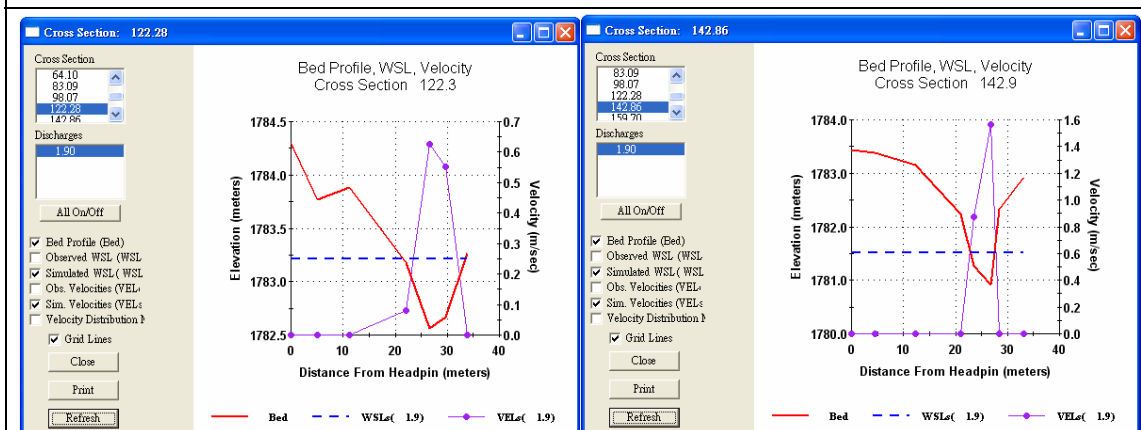 Cross Section: 122.28
Cross Section
64.10
83.09
98.07
122.28
142.86
Discharges
1.90
All On/Off
Bed Profile (Bed)
Observed WSL (WSL
Simulated WSL ( WSL
Obs. Velocities (VEL
Sim. Velocities (VELs
Velocity Distribution
Grid Lines
Close
Print
Refresh
Bed Profile, WSL, Velocity
Cross Section 122.3
1784.5
1784.0
1783.5
1783.0
1782.5
Elevation (meters)
0.7
0.6
0.5
0.4
0.3
0.2
0.1
0.0
Velocity (m/sec)
0 10 20 30 40
Distance From Headpin (meters)
Bed WSLs( 1.9) VELs( 1.9)
Cross Section: 142.86
Cross Section
83.09
98.07
122.28
142.86
159.70
Discharges
1.90
All On/Off
Bed Profile (Bed)
Observed WSL (WSL
Simulated WSL ( WSL
Obs. Velocities (VEL
Sim. Velocities (VELs
Velocity Distribution
Grid Lines
Close
Print
Refresh
Bed Profile, WSL, Velocity
Cross Section 142.9
1784.0
1783.0
1782.0
1781.0
1780.0
Elevation (meters)
1.6
1.4
1.2
1.0
0.8
0.6
0.4
0.2
0.0
Velocity (m/sec)
0 10 20 30 40
Distance From Headpin (meters)
Bed WSLs( 1.9) VELs( 1.9)